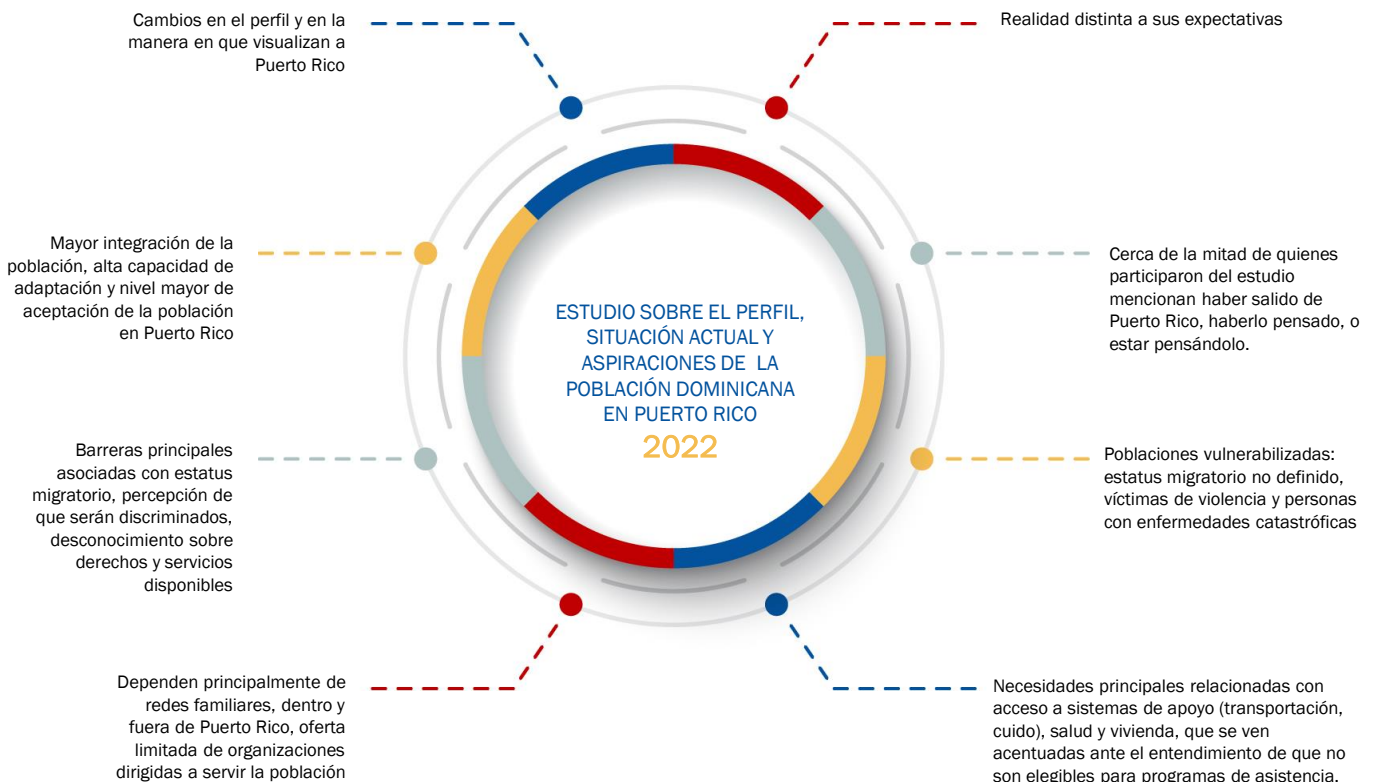 Cambios en el perfil y en la
manera en que visualizan a
Puerto Rico
Realidad distinta a sus expectativas
Mayor integración de la
población, alta capacidad de
adaptación y nivel mayor de
aceptación de la población
en Puerto Rico
Cerca de la mitad de quienes
participaron del estudio
mencionan haber salido de
Puerto Rico, haberlo pensado, o
estar pensándolo.
ESTUDIO SOBRE EL PERFIL,
SITUACIÓN ACTUAL Y
ASPIRACIONES DE LA
POBLACIÓN DOMINICANA
EN PUERTO RICO
2022
Barreras principales
asociadas con estatus
migratorio, percepción de
que serán discriminados,
desconocimiento sobre
derechos y servicios
disponibles
Poblaciones vulnerabilizadas:
estatus migratorio no definido,
víctimas de violencia y personas
con enfermedades catastróficas
Dependen principalmente de
redes familiares, dentro y
fuera de Puerto Rico, oferta
limitada de organizaciones
dirigidas a servir la población
Necesidades principales relacionadas con
acceso a sistemas de apoyo (transportación,
cuido), salud y vivienda, que se ven
acentuadas ante el entendimiento de que no
son elegibles para programas de asistencia.